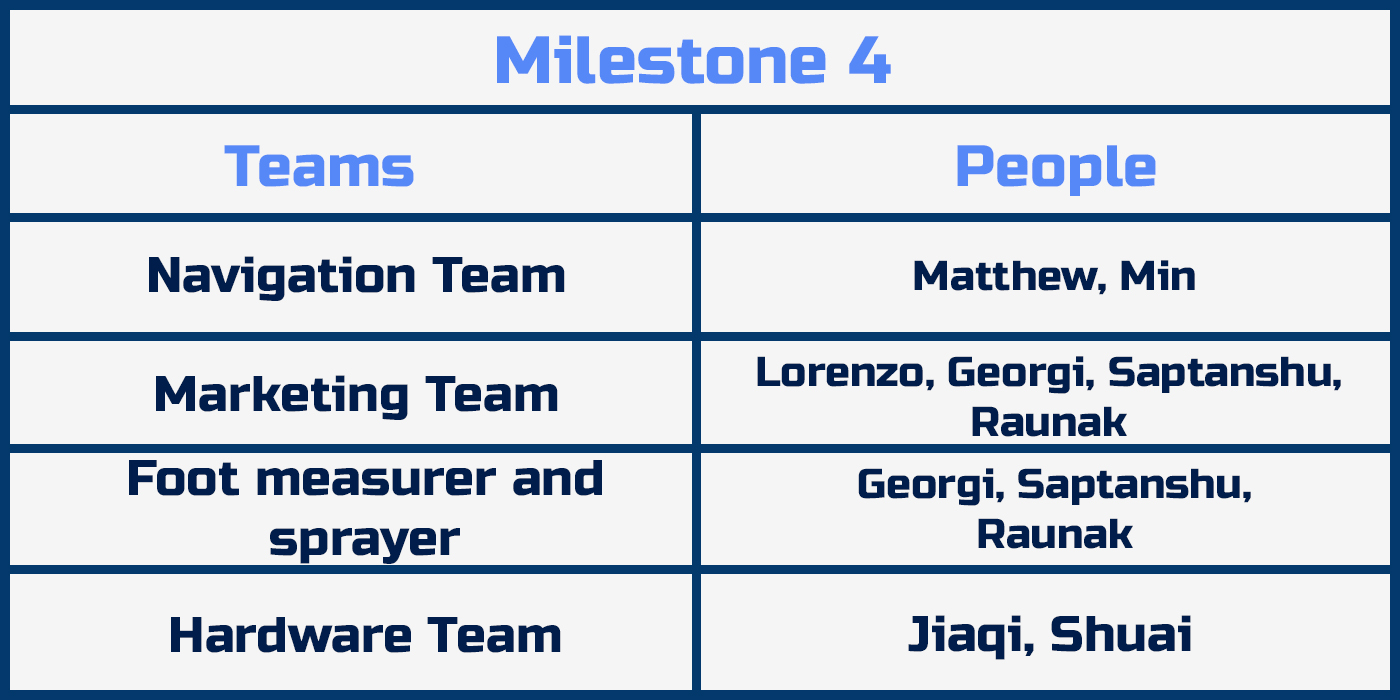 Milestone 4
Teams
People
Navigation Team
Matthew, Min
Marketing Team
Lorenzo, Georgi, Saptanshu,
Raunak
Foot measurer and
sprayer
Georgi, Saptanshu,
Raunak
Hardware Team
Jiaqi, Shuai